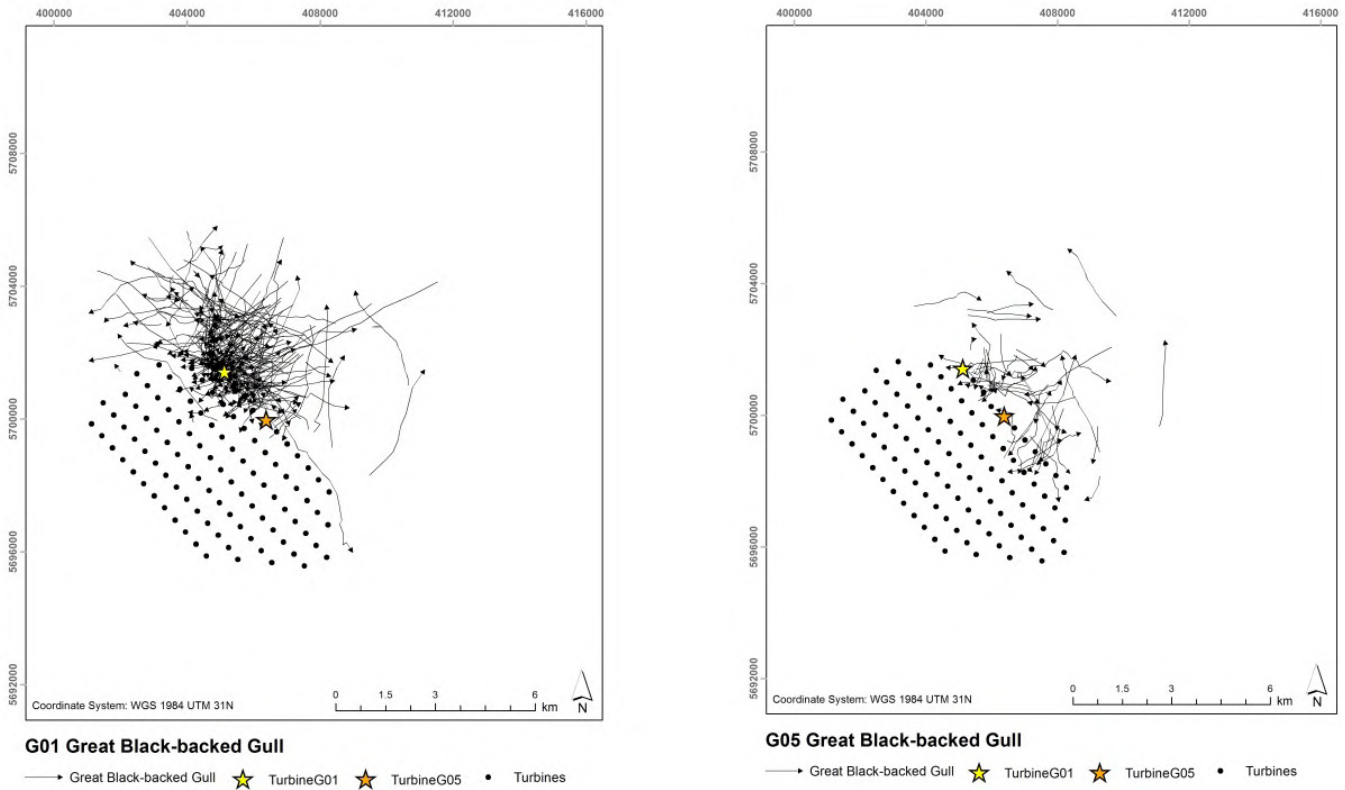 400000 404000 408000 412000 416000
5708000
5704000
5700000
5696000
5692000
Coordinate System: WGS 1984 UTM 31N
0 1.5 3 6
km
N
G01 Great Black-backed Gull
Great Black-backed Gull TurbineG01 TurbineG05 Turbines
400000 404000 408000 412000 416000
5708000
5704000
5700000
5696000
5692000
Coordinate System: WGS 1984 UTM 31N
0 1.5 3 6
km
N
G05 Great Black-backed Gull
Great Black-backed Gull TurbineG01 TurbineG05 Turbines